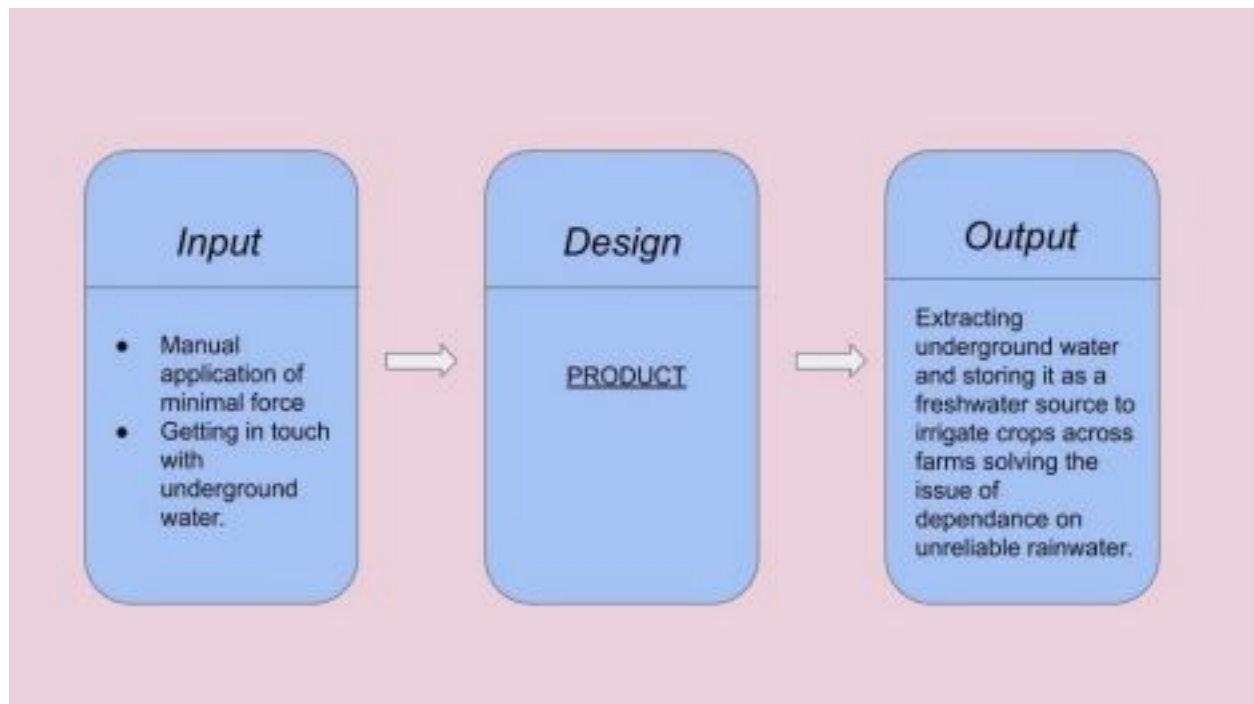 Input
● Manual
application of
minimal force
● Getting in touch
with
underground
water.
Design
PRODUCT
Output
Extracting
underground water
and storing it as a
freshwater source to
irrigate crops across
farms solving the
issue of
dependance on
unreliable rainwater.